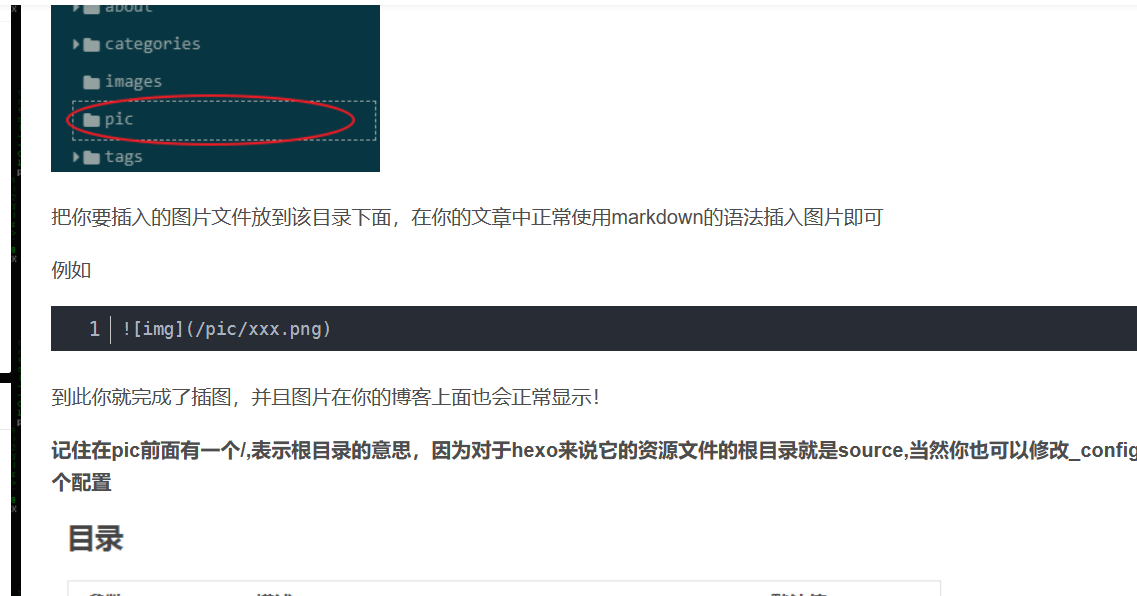 about
categories
images
pic
tags
把你要插入的图片文件放到该目录下面，在你的文章中正常使用markdown的语法插入图片即可
例如
1 ![img](/pic/xxx.png)
到此你就完成了插图，并且图片在你的博客上面也会正常显示！
记住在pic前面有一个/,表示根目录的意思，因为对于hexo来说它的资源文件的根目录就是source,当然你也可以修改_config
个配置
目录